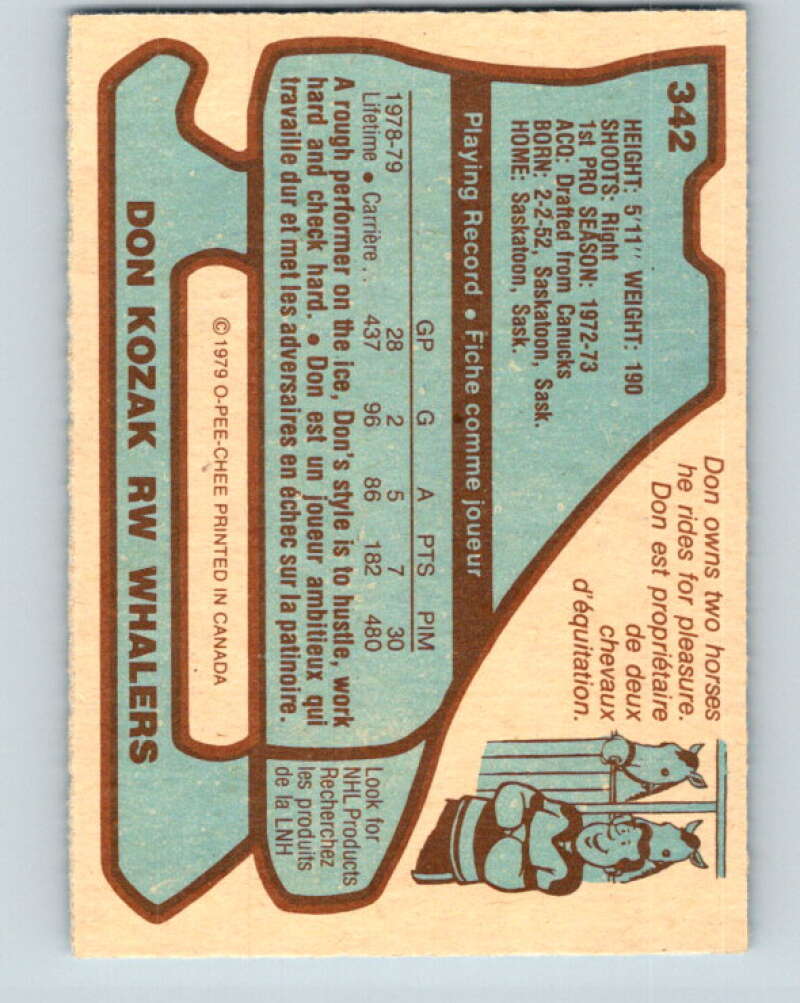 342
HEIGHT: 5'11" WEIGHT: 190
SHOOTS: Right
1st PRO SEASON: 1972-73
ACQ: Drafted from Canucks
BORN: 2-2-52, Saskatoon, Sask.
HOME: Saskatoon, Sask.
Don owns two horses
he rides for pleasure.
Don est propriétaire
de deux
chevaux
d'équitation.
Playing Record • Fiche comme joueur
GP G A PTS PIM
1978-79 28 2 5 7 30
Lifetime • Carrière .. 437 96 86 182 480
A rough performer on the ice, Don's style is to hustle, work
hard and check hard. • Don est un joueur ambitieux qui
travaille dur et met les adversaires en échec sur la patinoire.
Look for
NHL Products
Recherchez
les produits
de la LNH
© 1979 O-PEE-CHEE PRINTED IN CANADA
DON KOZAK RW WHALERS